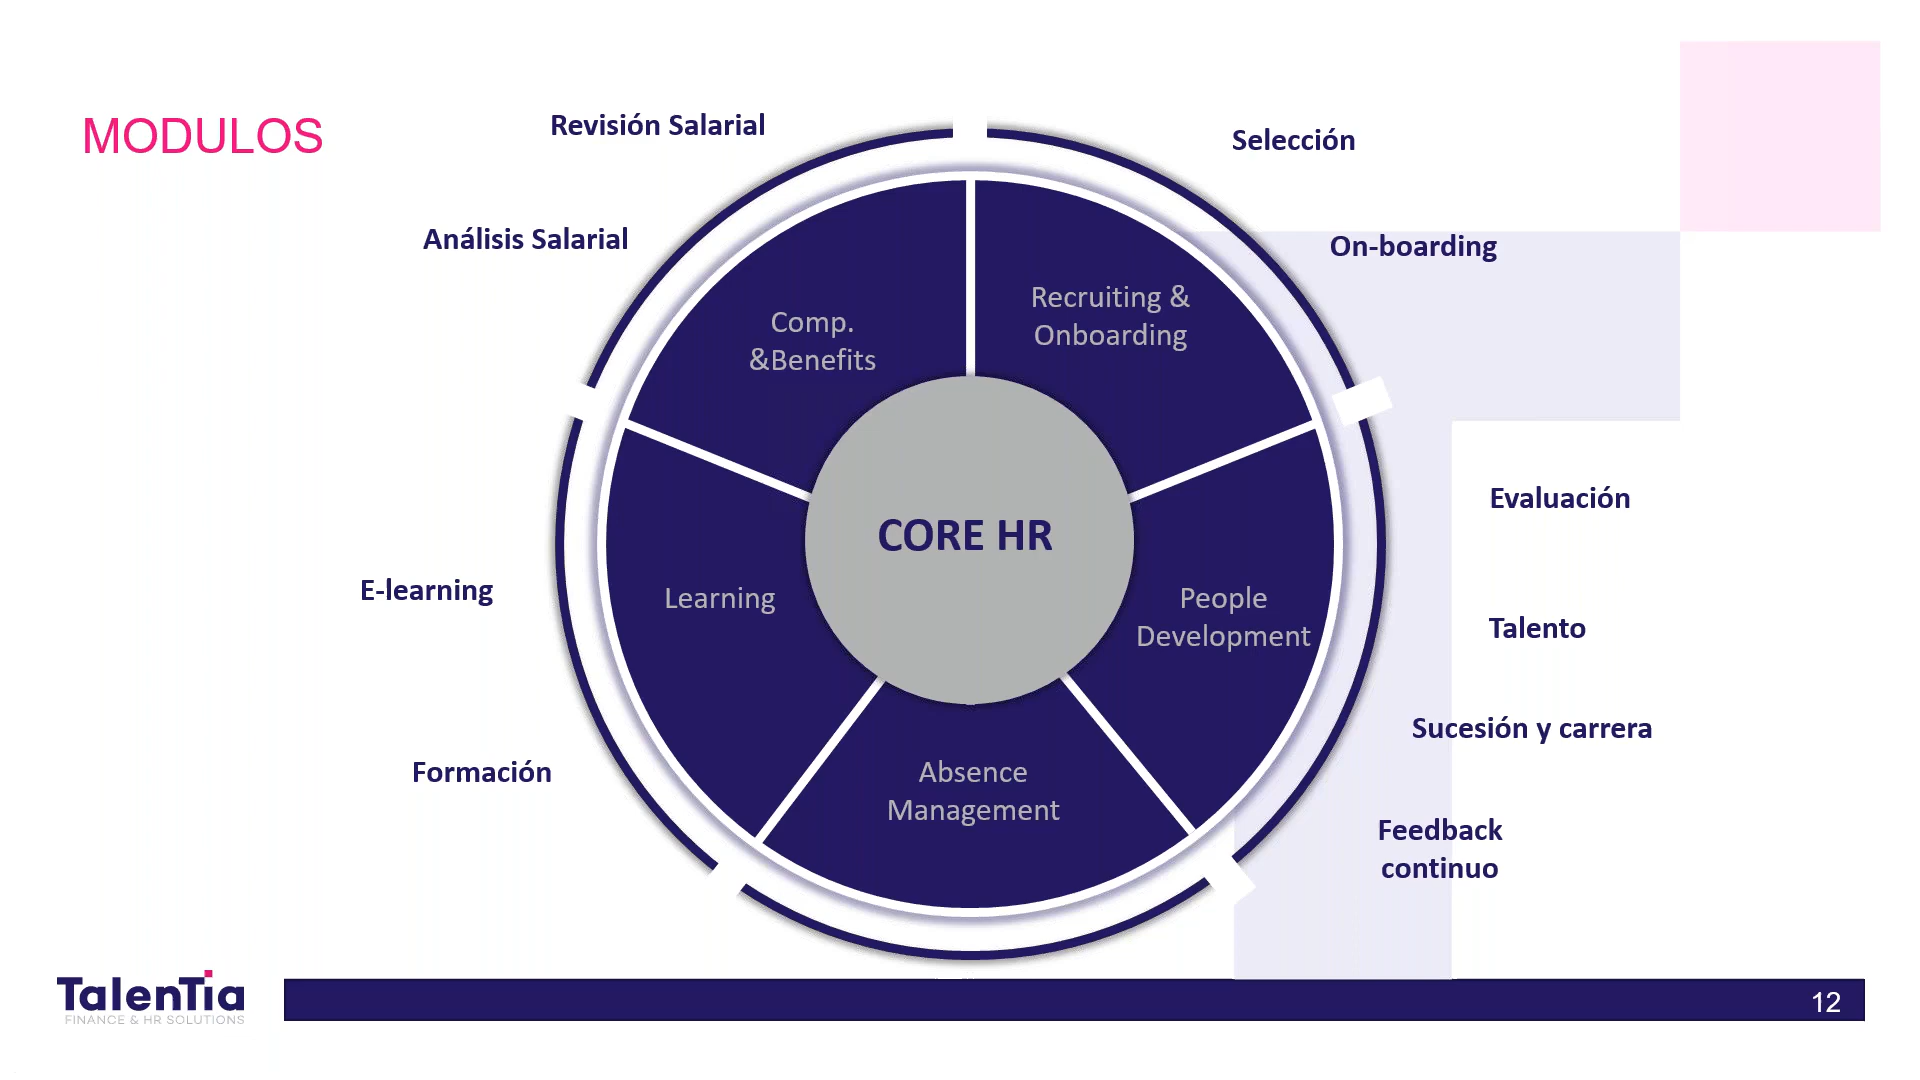 MODULOS
Revisión Salarial
Selección
Análisis Salarial
On-boarding
Recruiting &
Onboarding
Comp.
&Benefits
CORE HR
Evaluación
E-learning
Learning
People
Development
Talento
Sucesión y carrera
Formación
Absence
Management
Feedback
continuo
TalenTia
FINANCE & HR SOLUTIONS
12